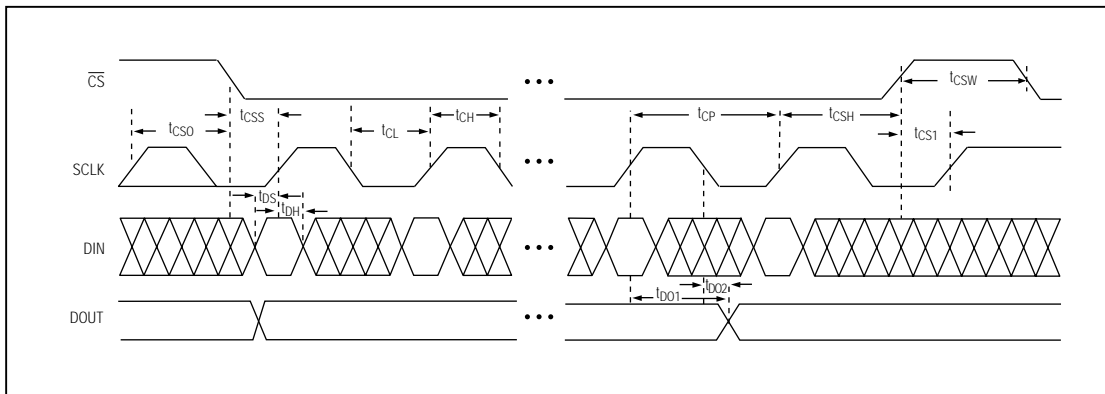 CS
tCSW
tCSS
tCH
tCP
tCSH
tCSO
tCL
tCS1
SCLK
tDS
tDH
DIN
tDO2
tDO1
DOUT